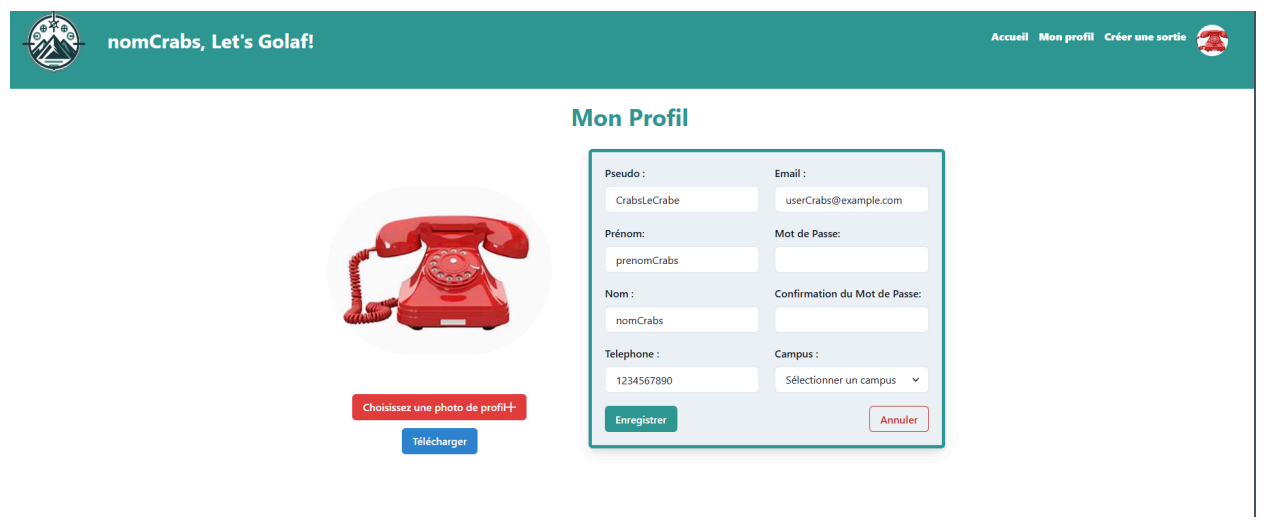 nomCrabs, Let's Golaf!
Accueil Mon profil Créer une sortie
Mon Profil
Pseudo :
CrabsLeCrabe
Email :
userCrabs@example.com
Prénom:
prenomCrabs
Mot de Passe:
Nom :
nomCrabs
Confirmation du Mot de Passe:
Telephone :
1234567890
Campus :
Sélectionner un campus
Enregistrer
Annuler
Choisissez une photo de profil+
Télécharger